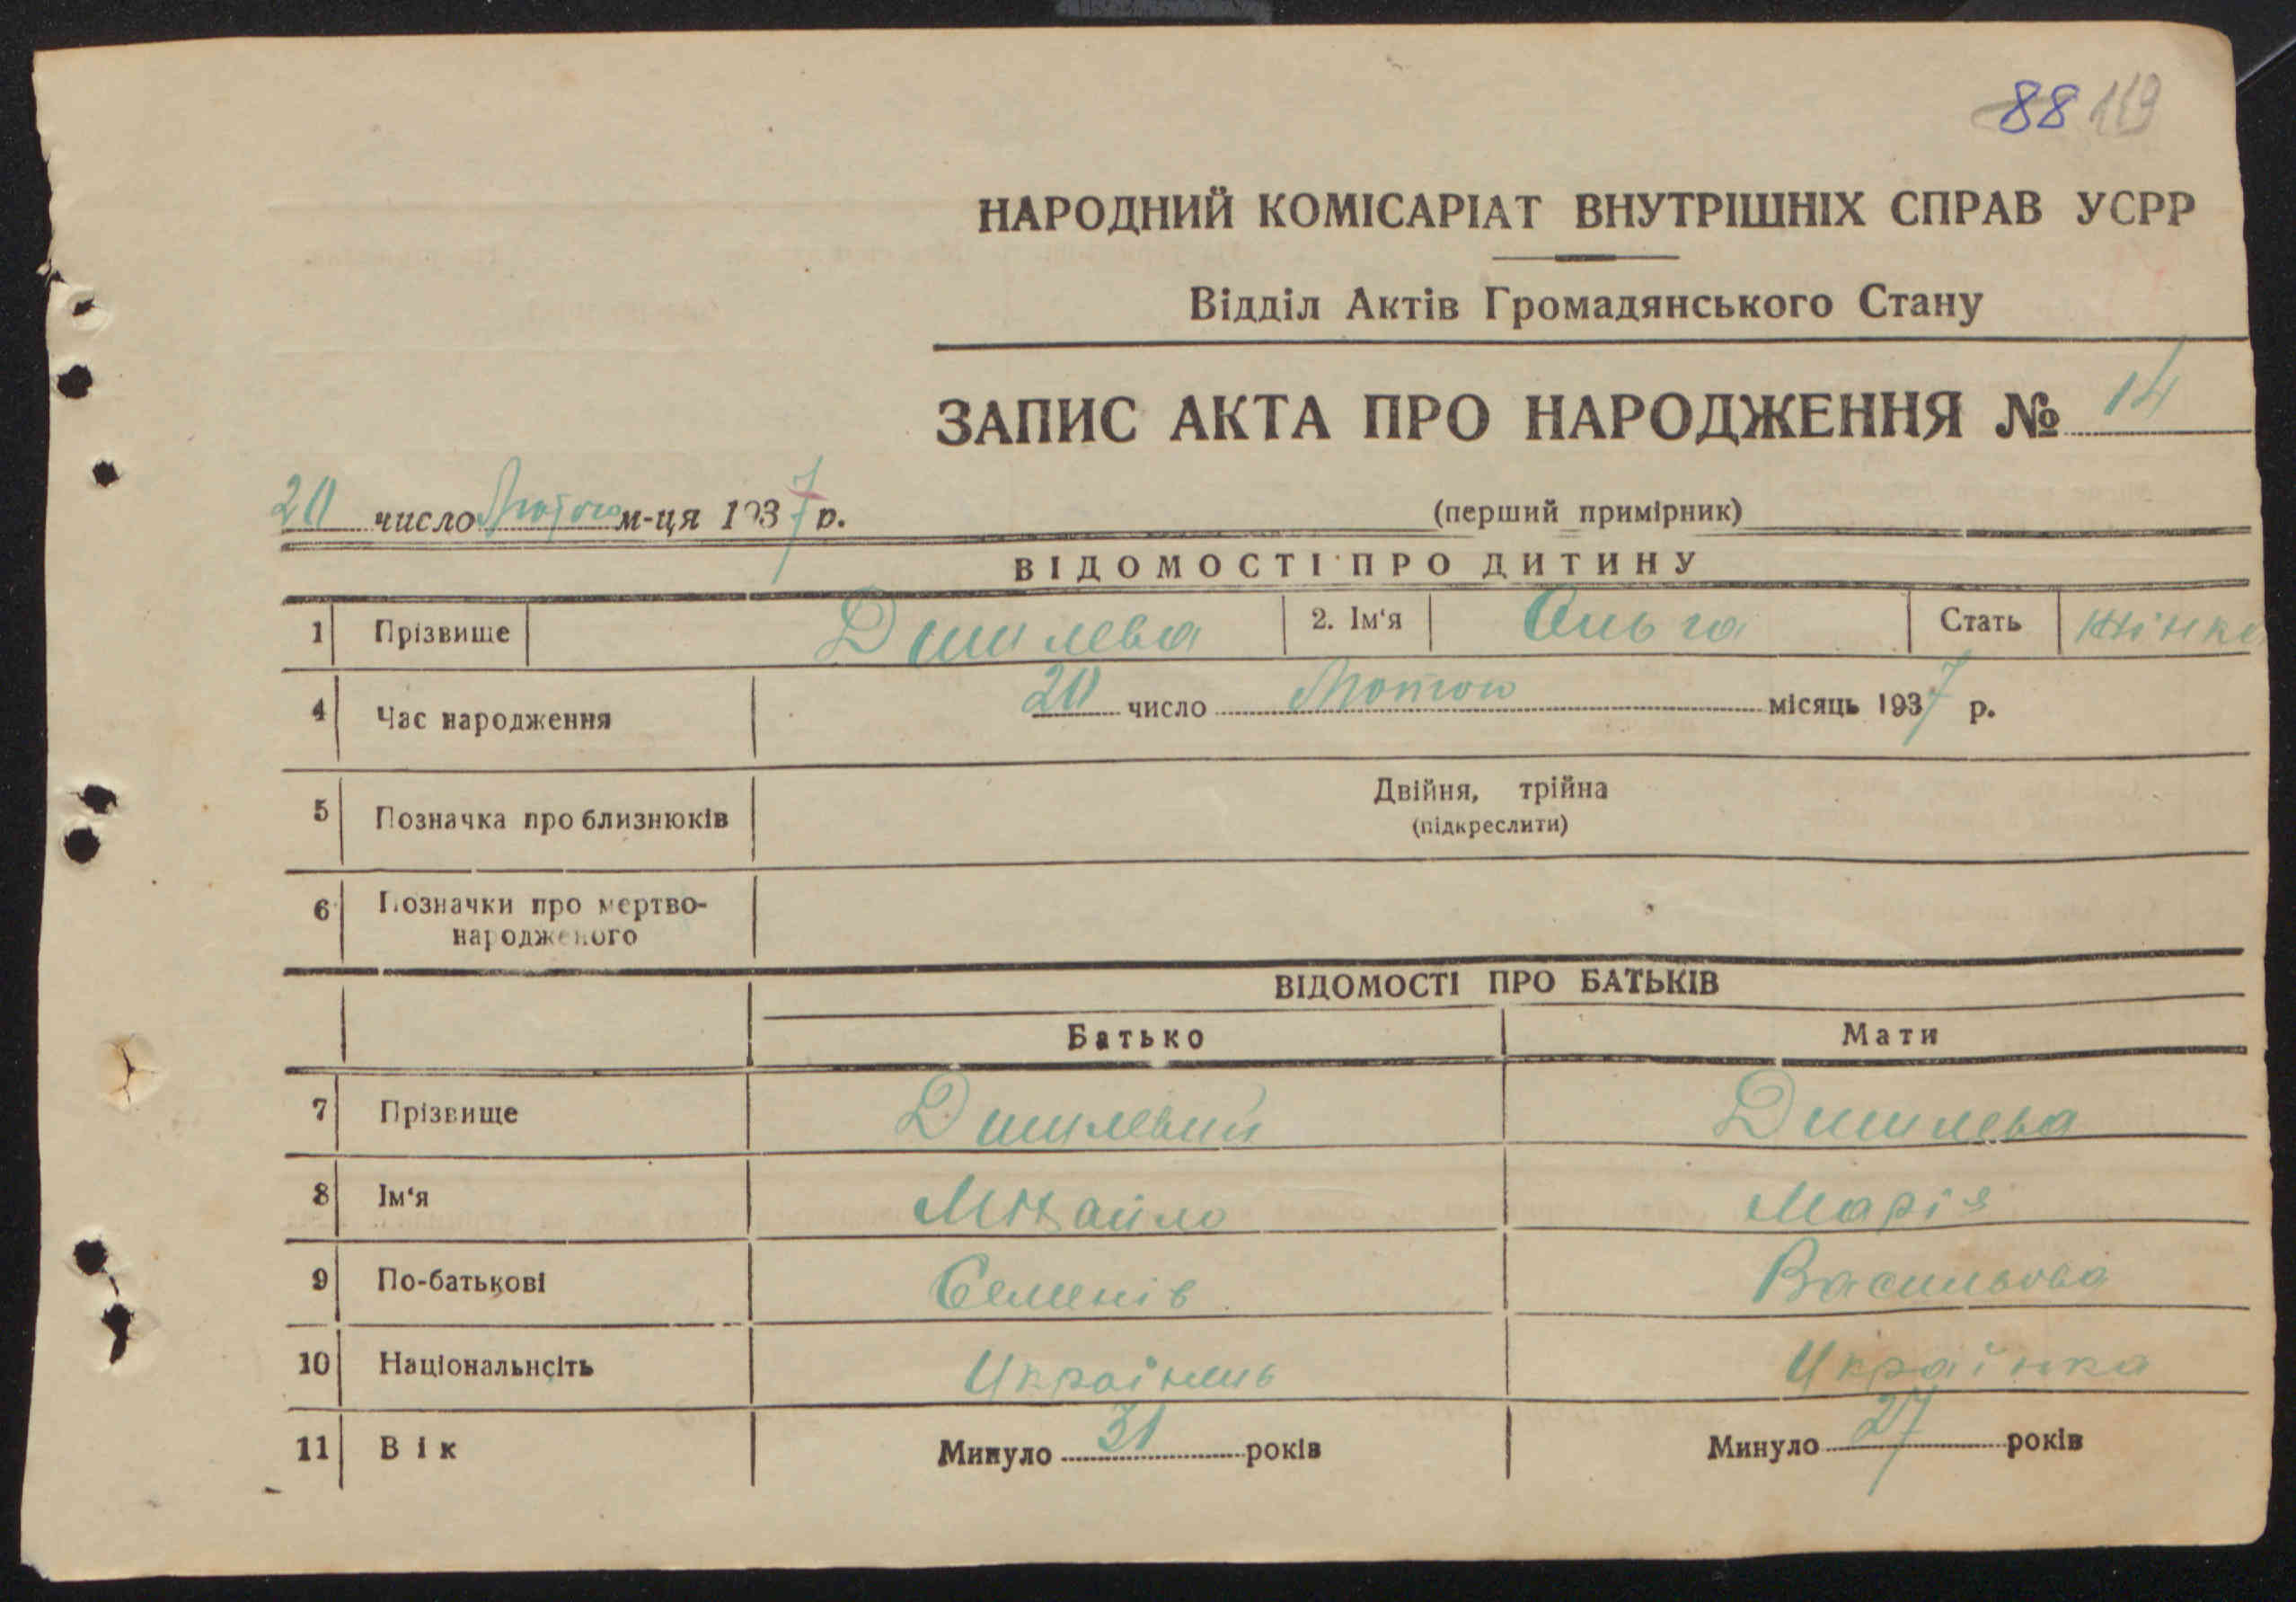 88 119
НАРОДНИЙ КОМІСАРІАТ ВНУТРІШНІХ СПРАВ УСРР
Відділ Актів Громадянського Стану
ЗАПИС АКТА ПРО НАРОДЖЕННЯ № 14
20 число Лютого м-ця 1937 р.
(перший примірник)
ВІДОМОСТІ ПРО ДИТИНУ
1 Прізвище Дишлева 2. Ім‘я Ольга Стать жінка
4 Час народження 20 число Лютого місяць 1937 р.
5 Позначка про близнюків Двійня, трійна
(підкреслити)
6 Позначки про мертво-
народженого
ВІДОМОСТІ ПРО БАТЬКІВ
Батько Мати
7 Прізвище Дишлевий Дишлева
8 Ім‘я Михайло Марія
9 По-батькові Семенів Васильова
10 Національнсіть Українець Українка
11 Вік Минуло 31 років Минуло 27 років